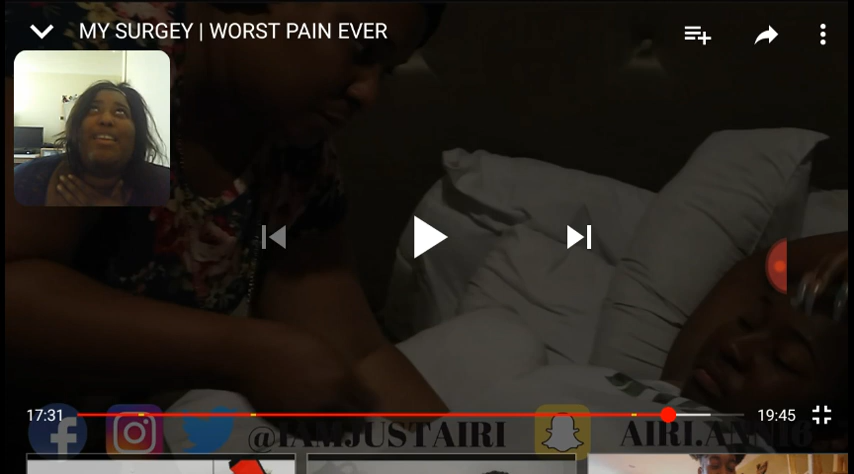 MY SURGEY | WORST PAIN EVER
17:31
19:45
@IAMJUSTAIRI
AIRI.ANN16